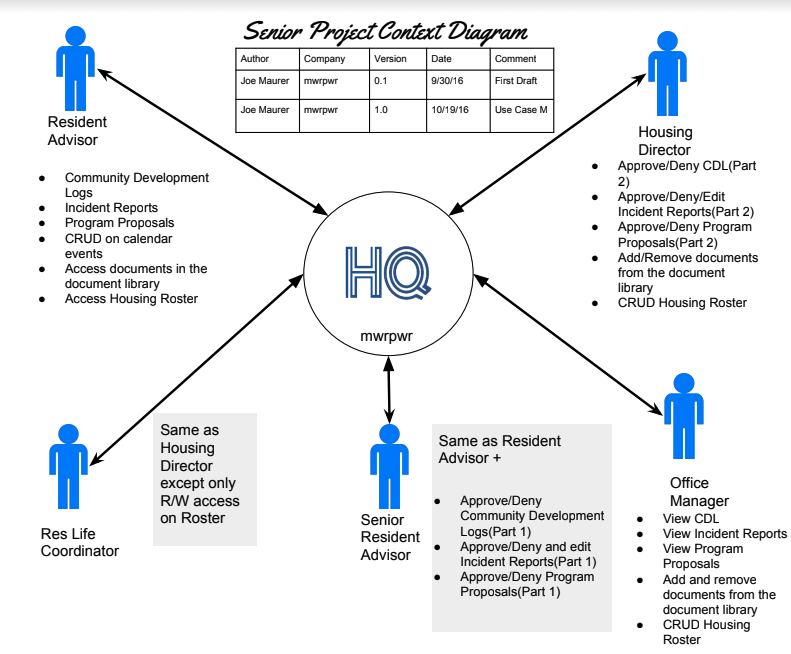 Senior Project Context Diagram
Author Company Version Date Comment
Joe Maurer mwrpwr 0.1 9/30/16 First Draft
Joe Maurer mwrpwr 1.0 10/19/16 Use Case M
Resident
Advisor
● Community Development
Logs
● Incident Reports
● Program Proposals
● CRUD on calendar
events
● Access documents in the
document library
● Access Housing Roster
Housing
Director
● Approve/Deny CDL(Part
2)
● Approve/Deny/Edit
Incident Reports(Part 2)
● Approve/Deny Program
Proposals(Part 2)
● Add/Remove documents
from the document
library
● CRUD Housing Roster
HQ
mwrpwr
Res Life
Coordinator
Same as
Housing
Director
except only
R/W access
on Roster
Senior
Resident
Advisor
Same as Resident
Advisor +
● Approve/Deny
Community Development
Logs(Part 1)
● Approve/Deny and edit
Incident Reports(Part 1)
● Approve/Deny Program
Proposals(Part 1)
Office
Manager
● View CDL
● View Incident Reports
● View Program
Proposals
● Add and remove
documents from the
document library
● CRUD Housing
Roster